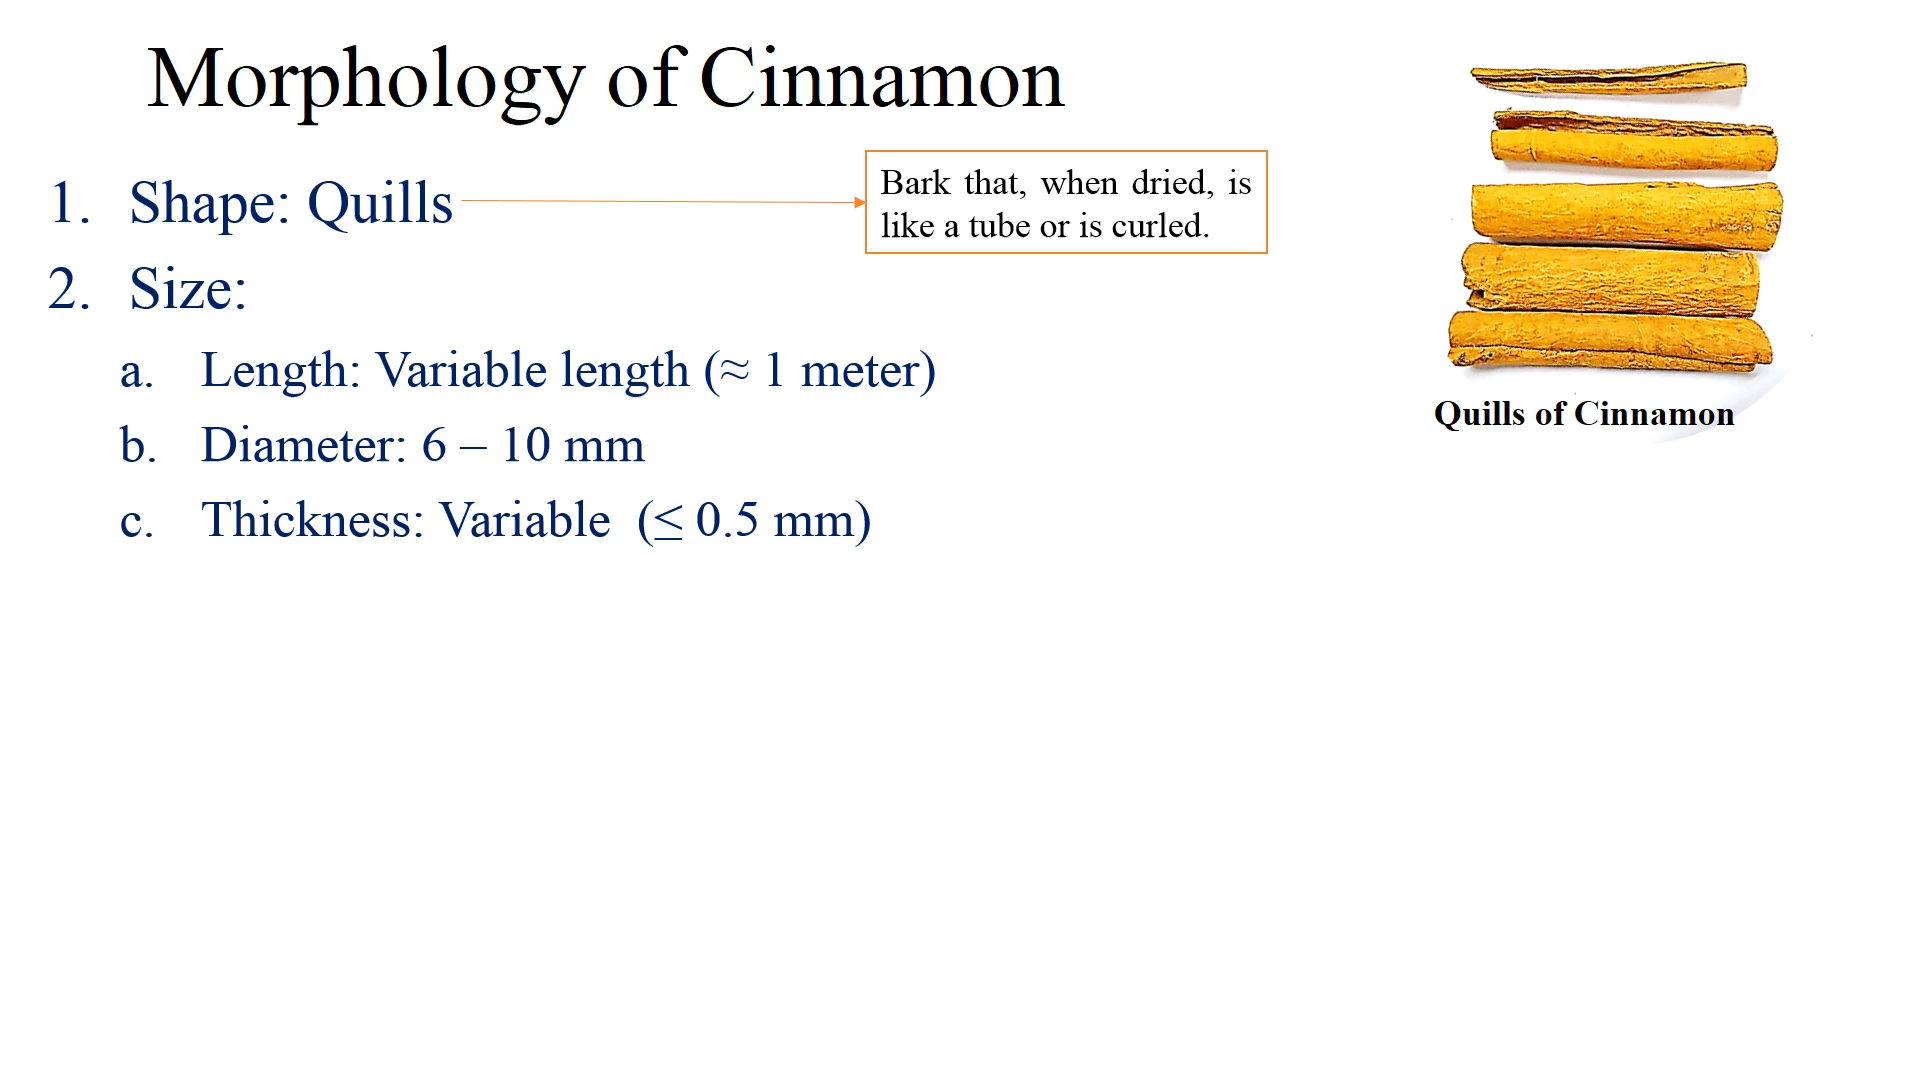 Morphology of Cinnamon
1. Shape: Quills
Bark that, when dried, is
like a tube or is curled.
2. Size:
a. Length: Variable length (≈ 1 meter)
b. Diameter: 6 – 10 mm
c. Thickness: Variable (≤ 0.5 mm)
Quills of Cinnamon